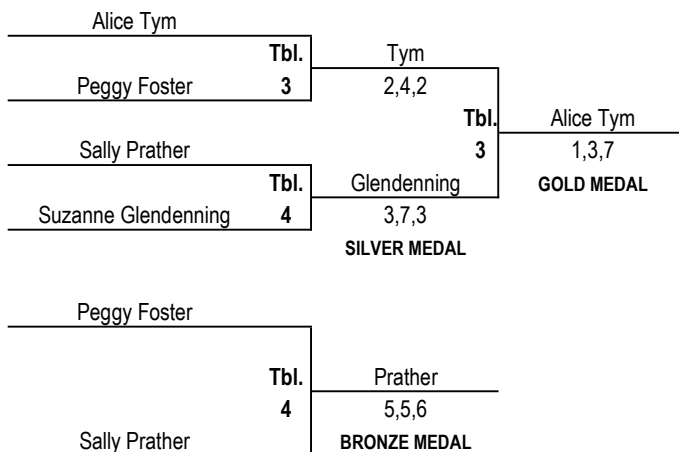 Alice Tym
Tbl. Tym
Peggy Foster 3 2,4,2
Tbl. Alice Tym
Sally Prather 3 1,3,7
Tbl. Glendenning GOLD MEDAL
Suzanne Glendenning 4 3,7,3
SILVER MEDAL
Peggy Foster
Tbl. Prather
4 5,5,6
Sally Prather BRONZE MEDAL